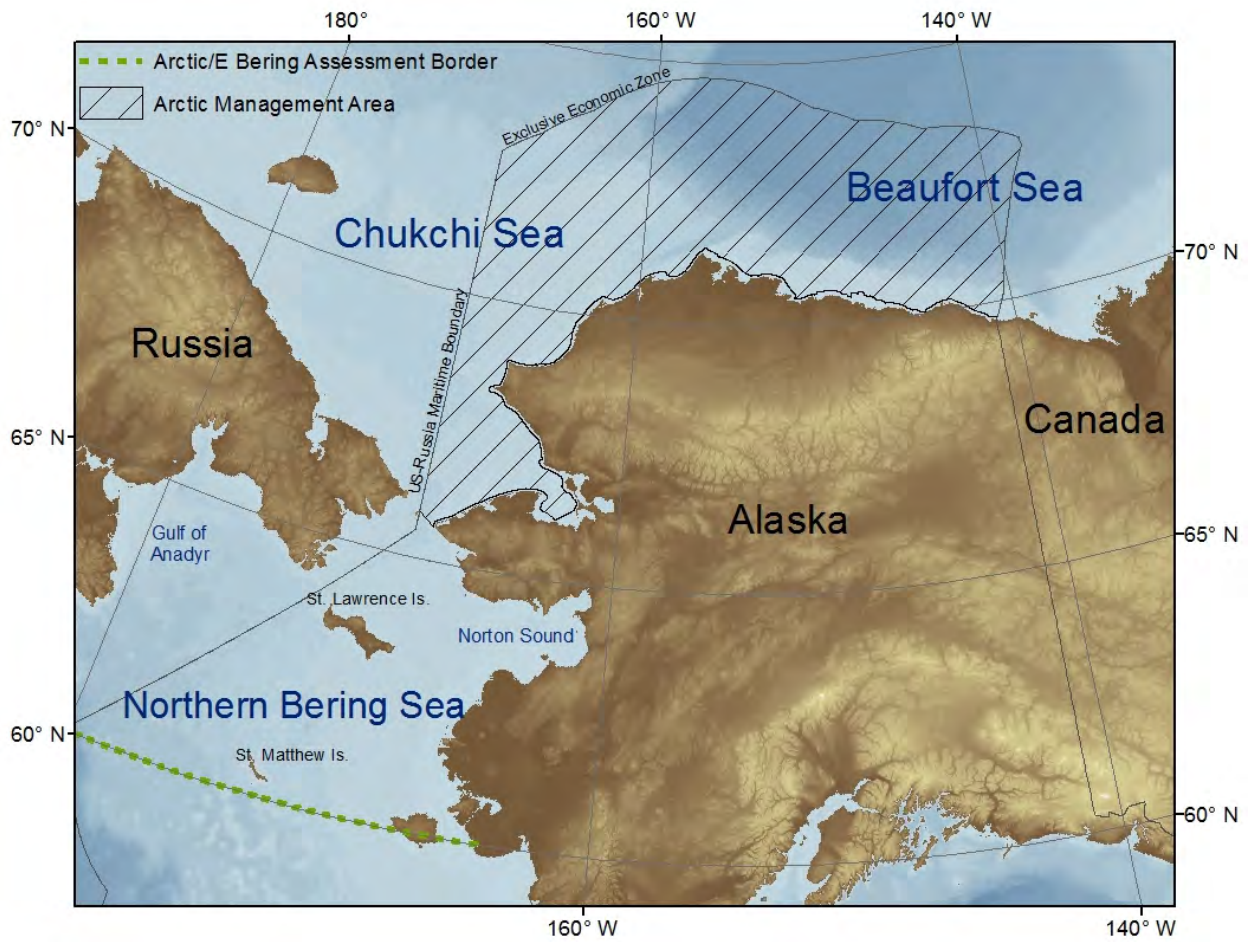 180°
160° W
140° W
Arctic/E Bering Assessment Border
Arctic Management Area
Exclusive Economic Zone
70° N
Beaufort Sea
Chukchi Sea
70° N
US-Russia Maritime Boundary
Russia
Canada
65° N
Alaska
Gulf of
Anadyr
65° N
St. Lawrence Is.
Norton Sound
Northern Bering Sea
60° N
St. Matthew Is.
60° N
160° W
140° W